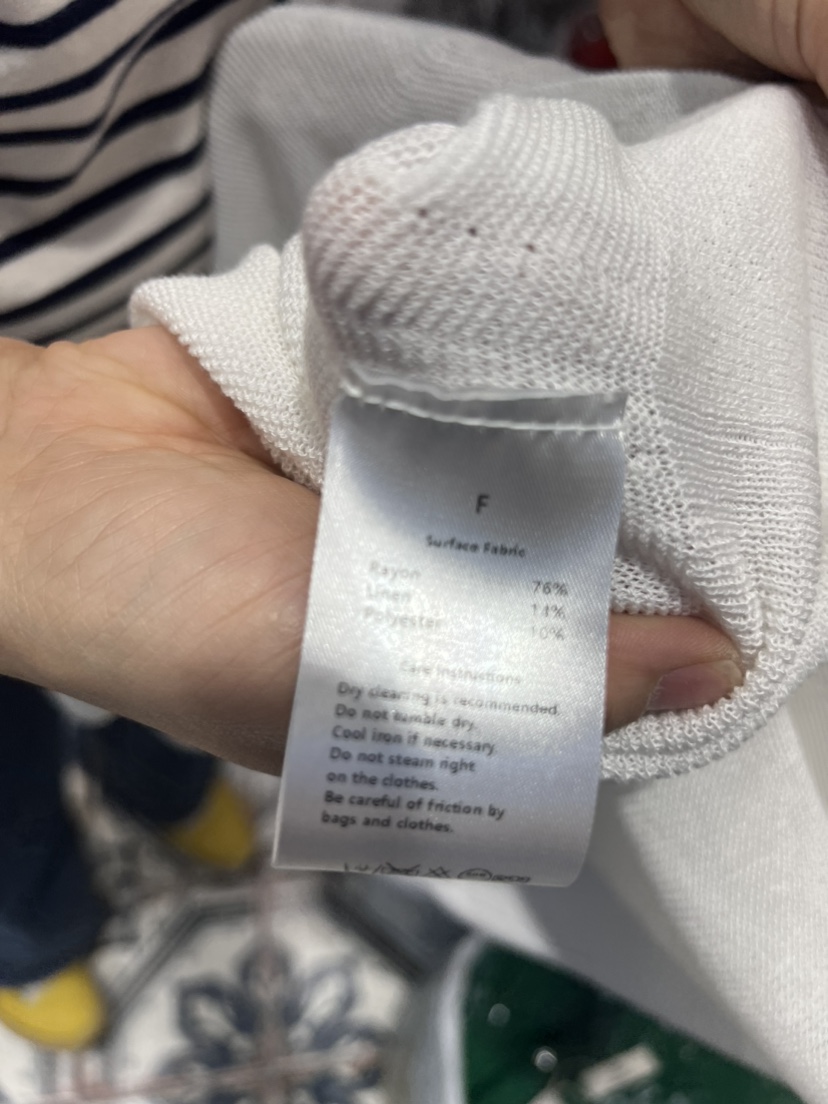 F
Surface Fabric
Rayon 76%
Linen 14%
Polyester 10%
Care Instructions
Dry cleaning is recommended.
Do not tumble dry.
Cool iron if necessary.
Do not steam right
on the clothes.
Be careful of friction by
bags and clothes.